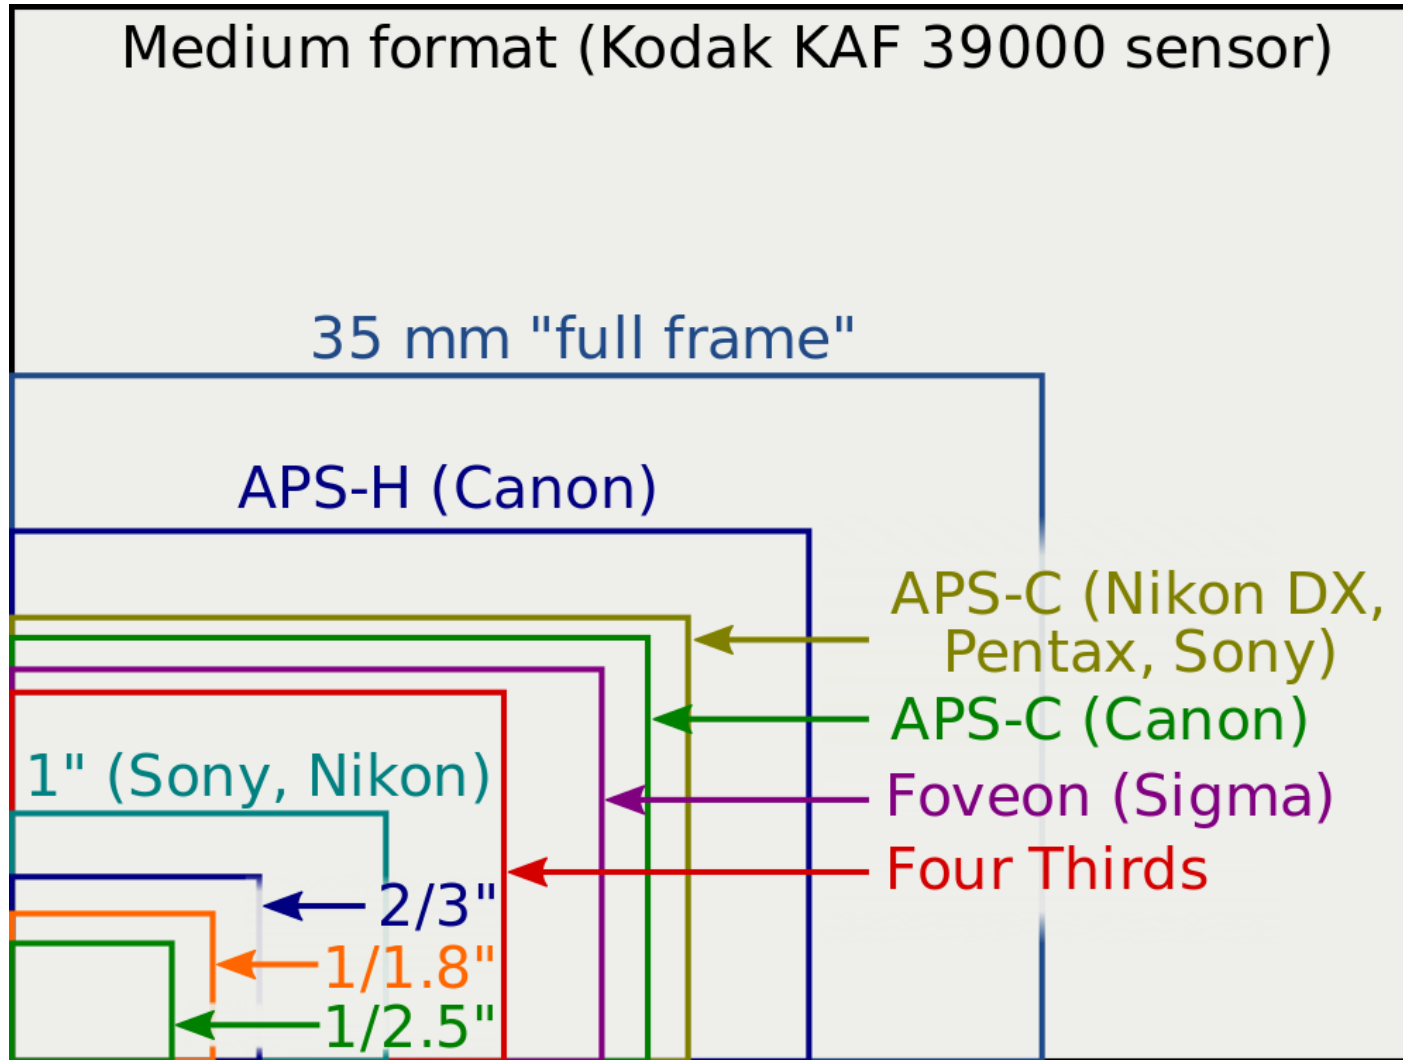 Medium format (Kodak KAF 39000 sensor)
35 mm "full frame"
APS-H (Canon)
APS-C (Nikon DX,
Pentax, Sony)
APS-C (Canon)
1" (Sony, Nikon)
Foveon (Sigma)
Four Thirds
2/3"
1/1.8"
1/2.5"